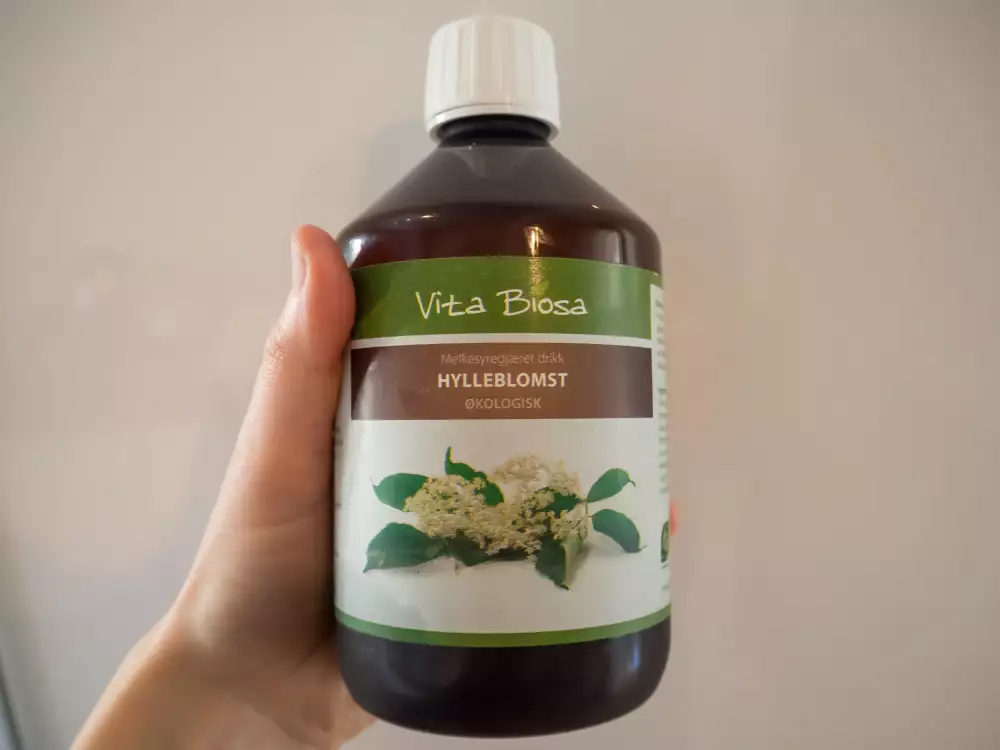 Vita Biosa
Melkesyregjæret drikk
HYLLEBLOMST
ØKOLOGISK